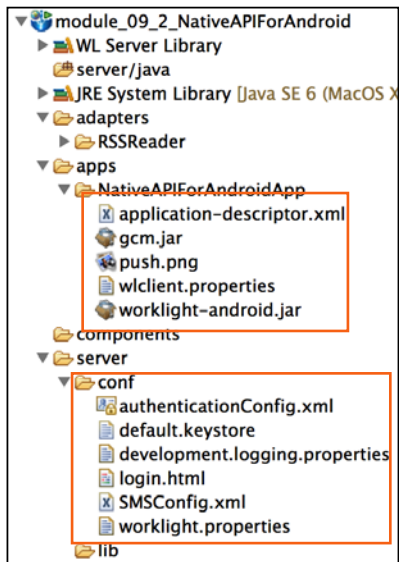 module_09_2_NativeAPIForAndroid
WL Server Library
server/java
JRE System Library [Java SE 6 (MacOS X
adapters
RSSReader
apps
NativeAPIForAndroidApp
application-descriptor.xml
gcm.jar
push.png
wlclient.properties
worklight-android.jar
components
server
conf
authenticationConfig.xml
default.keystore
development.logging.properties
login.html
SMSConfig.xml
worklight.properties
lib